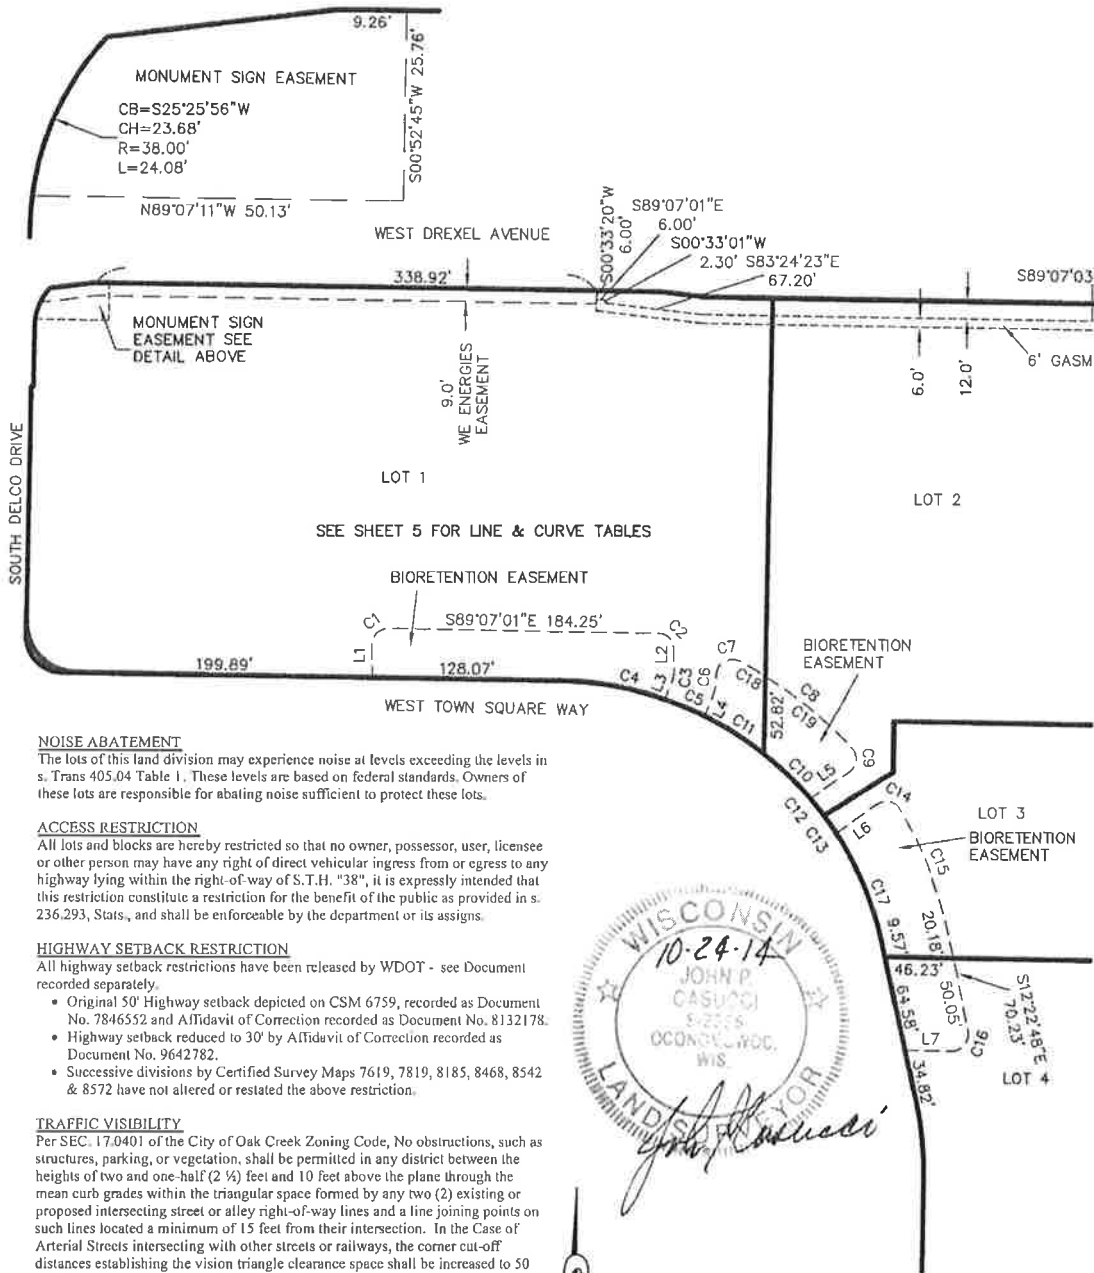 9.26'
S00°52'45"W 25.76'
MONUMENT SIGN EASEMENT
CB=S25°25'56"W
CH=23.68'
R=38.00'
L=24.08'
N89°07'11"W 50.13'
WEST DREXEL AVENUE
S00°33'20"W
6.00'
S89°07'01"E
6.00'
S00°33'01"W
2.30'
S83°24'23"E
67.20'
338.92'
S89°07'03
MONUMENT SIGN
EASEMENT SEE
DETAIL ABOVE
9.0'
WE ENERGIES
EASEMENT
6.0'
12.0'
6' GASM
SOUTH DELCO DRIVE
LOT 1
LOT 2
SEE SHEET 5 FOR LINE & CURVE TABLES
BIORETENTION EASEMENT
C1
S89°07'01"E 184.25'
C2
L1
L2
199.89'
128.07'
C4
L3
C3
C5
C6
L4
C7
C18
C11
WEST TOWN SQUARE WAY
BIORETENTION
EASEMENT
C8
C19
52.82'
C9
C10
L5
C12
C13
C14
L6
LOT 3
BIORETENTION
EASEMENT
C15
C17
9.57'
20.18'
46.23'
64.58'
50.05'
S12°22'48"E
70.23'
L7
C16
34.82'
LOT 4
NOISE ABATEMENT
The lots of this land division may experience noise at levels exceeding the levels in
s. Trans 405.04 Table 1. These levels are based on federal standards. Owners of
these lots are responsible for abating noise sufficient to protect these lots.
ACCESS RESTRICTION
All lots and blocks are hereby restricted so that no owner, possessor, user, licensee
or other person may have any right of direct vehicular ingress from or egress to any
highway lying within the right-of-way of S.T.H. "38", it is expressly intended that
this restriction constitute a restriction for the benefit of the public as provided in s.
236.293, Stats., and shall be enforceable by the department or its assigns.
HIGHWAY SETBACK RESTRICTION
All highway setback restrictions have been released by WDOT - see Document
recorded separately.
• Original 50' Highway setback depicted on CSM 6759, recorded as Document
No. 7846552 and Affidavit of Correction recorded as Document No. 8132178.
• Highway setback reduced to 30' by Affidavit of Correction recorded as
Document No. 9642782.
• Successive divisions by Certified Survey Maps 7619, 7819, 8185, 8468, 8542
& 8572 have not altered or restated the above restriction.
TRAFFIC VISIBILITY
Per SEC. 17.0401 of the City of Oak Creek Zoning Code, No obstructions, such as
structures, parking, or vegetation, shall be permitted in any district between the
heights of two and one-half (2 ½) feet and 10 feet above the plane through the
mean curb grades within the triangular space formed by any two (2) existing or
proposed intersecting street or alley right-of-way lines and a line joining points on
such lines located a minimum of 15 feet from their intersection. In the Case of
Arterial Streets intersecting with other streets or railways, the corner cut-off
distances establishing the vision triangle clearance space shall be increased to 50
WISCONSIN
10-24-14
JOHN P.
CASUCCI
OCONOMOWOC,
WIS.
LAND SURVEYOR
John P Casucci